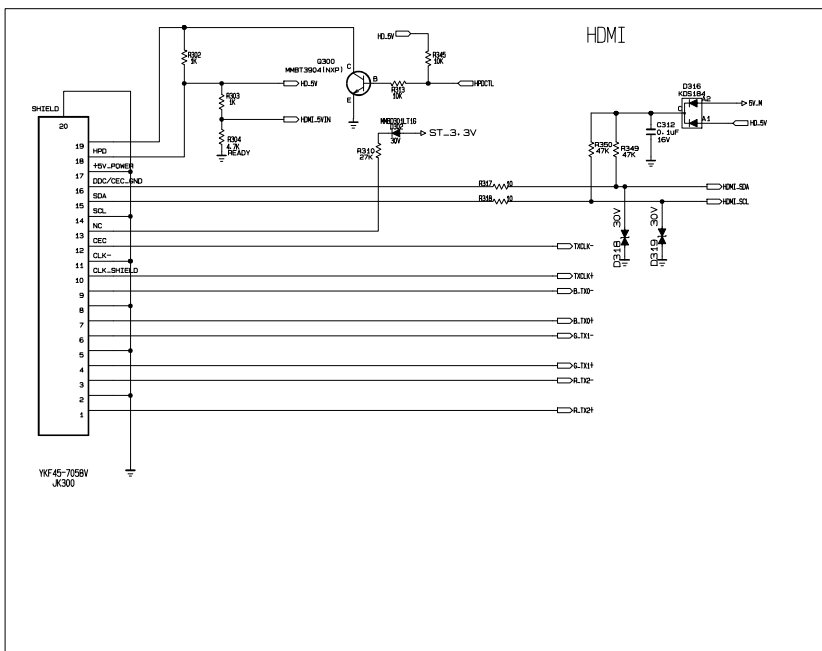 HDMI
HD_5V
R302
1K
Q300
MMBT3904(NXP)
C
B
E
R345
10K
R313
10K
HPDCTL
HD_5V
R303
1K
HDMI_5VIN
R304
4.7K
READY
MMBD301LT1G
D302
30V
ST_3.3V
R310
27K
D316
KDS184
A2
C
A1
5V_M
HD_5V
C312
0.1uF
16V
R350
47K
R349
47K
SHIELD
20
19
HPD
18
+5V_POWER
17
DDC/CEC_GND
16
SDA
15
SCL
14
NC
13
CEC
12
CLK-
11
CLK_SHIELD
10
9
8
7
6
5
4
3
2
1
R317 10
R318 10
HDMI_SDA
HDMI_SCL
30V
D318
30V
D319
TXCLK-
TXCLK+
B_TX0-
B_TX0+
G_TX1-
G_TX1+
R_TX2-
R_TX2+
YKF45-7058V
JK300